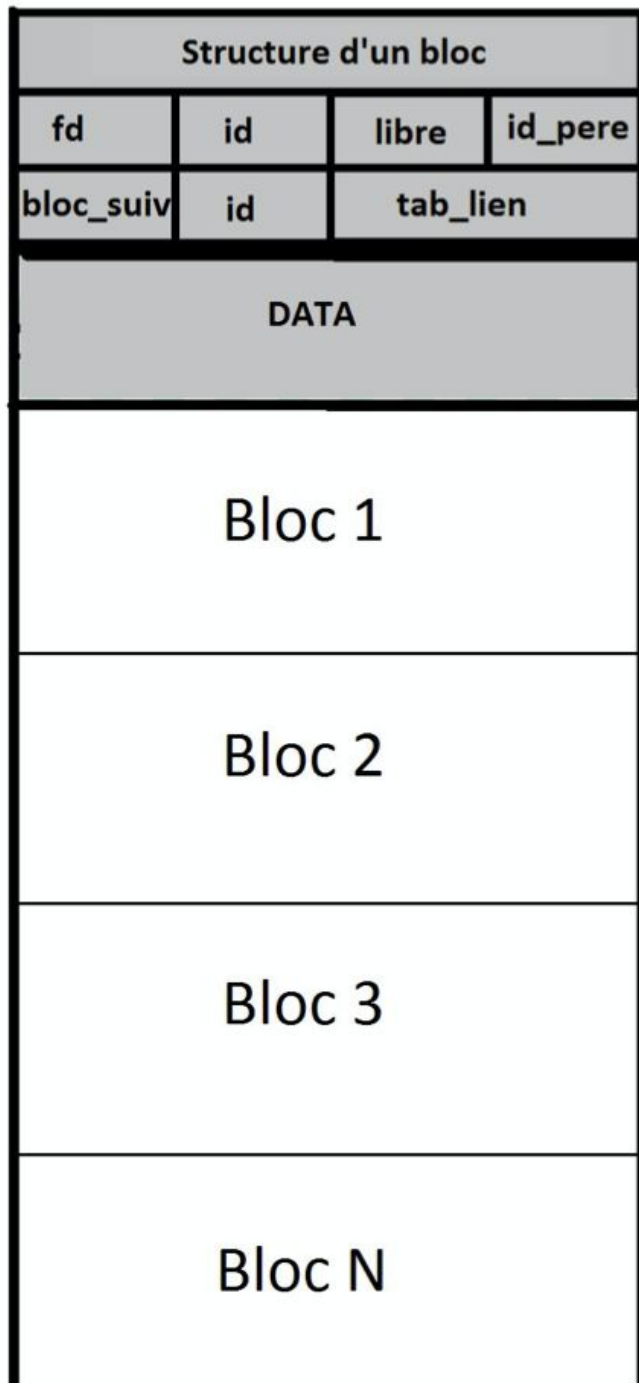 Structure d'un bloc
fd id libre id_pere
bloc_suiv id tab_lien
DATA
Bloc 1
Bloc 2
Bloc 3
Bloc N